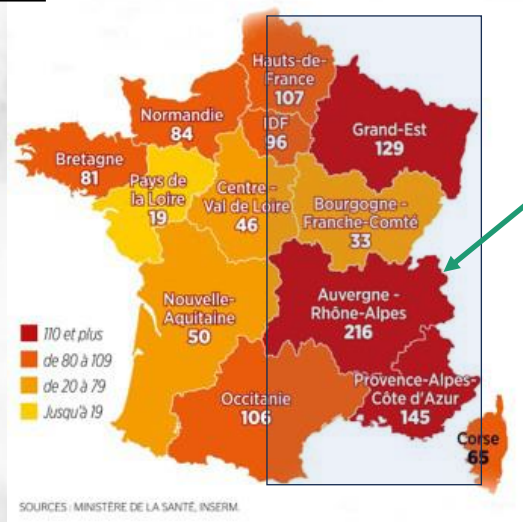 Hauts-de-
France
107
Normandie
84
IDF
96
Grand-Est
129
Bretagne
81
Pays de
la Loire
19
Centre -
Val de Loire
46
Bourgogne -
Franche-Comté
33
Nouvelle-
Aquitaine
50
Auvergne -
Rhône-Alpes
216
Occitanie
106
Provence-Alpes-
Côte d'Azur
145
Corse
65
110 et plus
de 80 à 109
de 20 à 79
Jusqu'à 19
SOURCES : MINISTÈRE DE LA SANTÉ, INSERM.